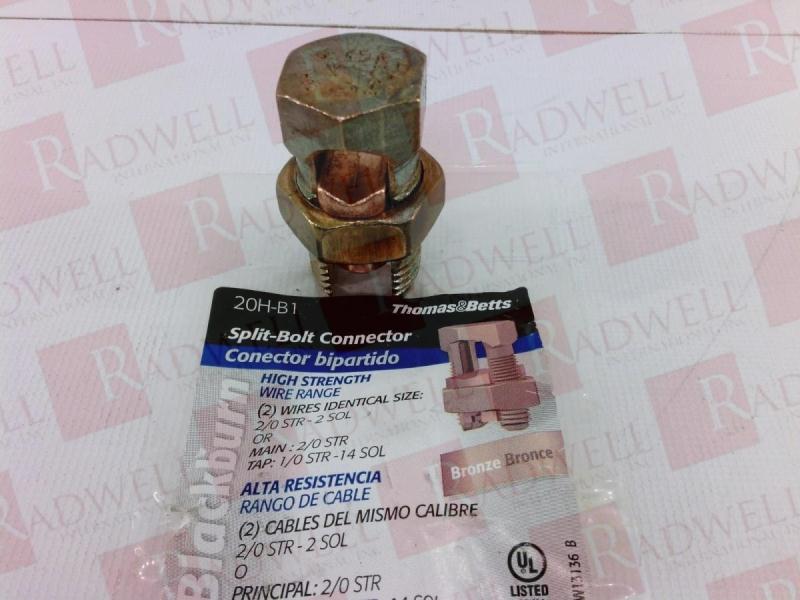 20H-B1
Thomas&Betts
Split-Bolt Connector
Conector bipartido
HIGH STRENGTH
WIRE RANGE
(2) WIRES IDENTICAL SIZE:
2/0 STR - 2 SOL
OR
MAIN : 2/0 STR
TAP: 1/0 STR -14 SOL
Bronze Bronce
Blackburn
ALTA RESISTENCIA
RANGO DE CABLE
(2) CABLES DEL MISMO CALIBRE
2/0 STR - 2 SOL
O
PRINCIPAL: 2/0 STR
14 SOL
UL
LISTED
W13136 B
RADWELL
INTERNATIONAL, INC.